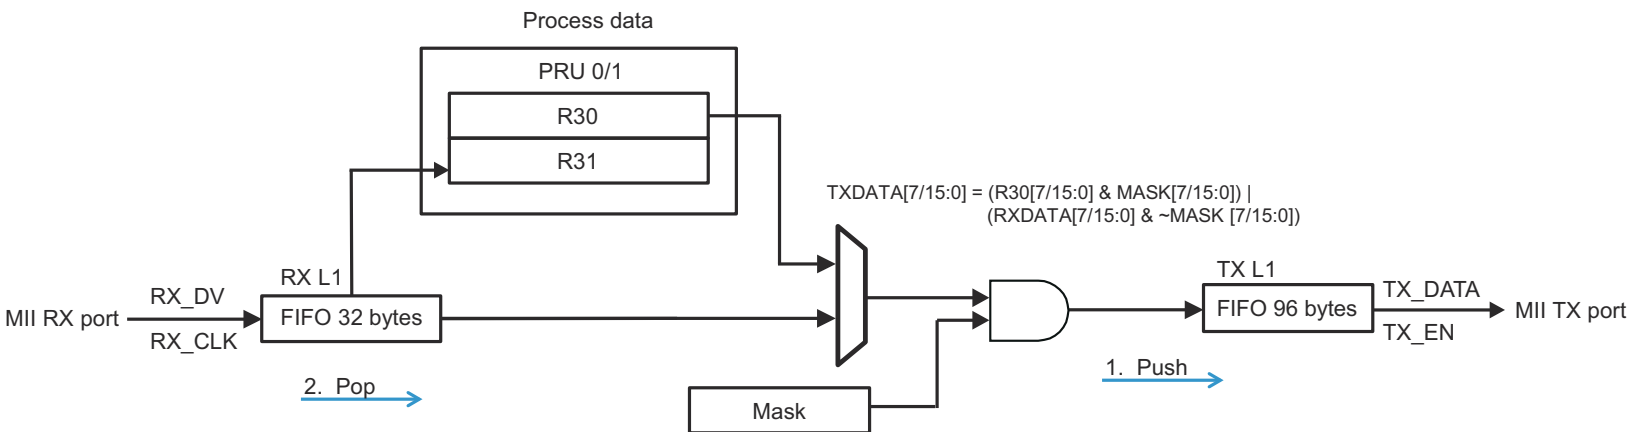 Process data
PRU 0/1
R30
R31
TXDATA[7/15:0] = (R30[7/15:0] & MASK[7/15:0]) |
(RXDATA[7/15:0] & ~MASK [7/15:0])
RX L1
TX L1
MII RX port
RX_DV
RX_CLK
FIFO 32 bytes
FIFO 96 bytes
TX_DATA
TX_EN
MII TX port
2. Pop
1. Push
Mask